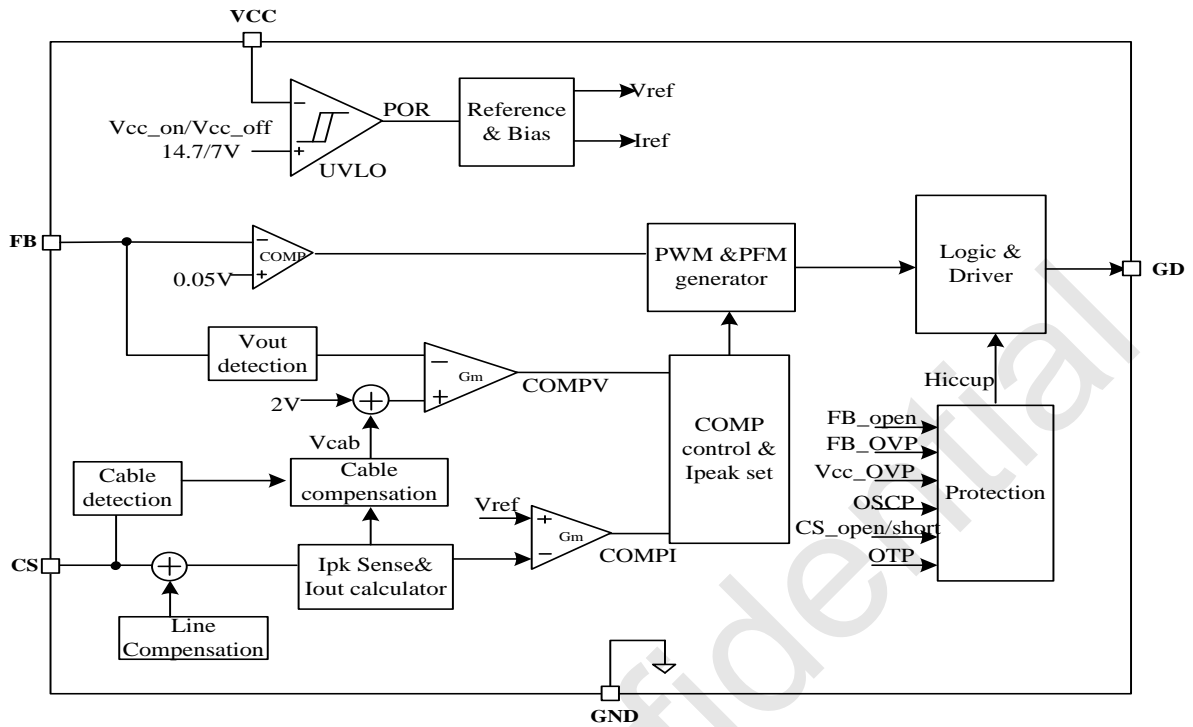 VCC
POR
Reference
& Bias
Vref
Iref
Vcc_on/Vcc_off
14.7/7V
−
+
UVLO
FB
−
COMP
+
0.05V
PWM &PFM
generator
Logic &
Driver
GD
Vout
detection
−
Gm
+
COMPV
2V
Vcab
Hiccup
COMP
control &
Ipeak set
FB_open
FB_OVP
Vcc_OVP
OSCP
CS_open/short
OTP
Protection
Cable
detection
Cable
compensation
Vref
+
Gm
−
COMPI
CS
Ipk Sense&
Iout calculator
Line
Compensation
GND
nfidential